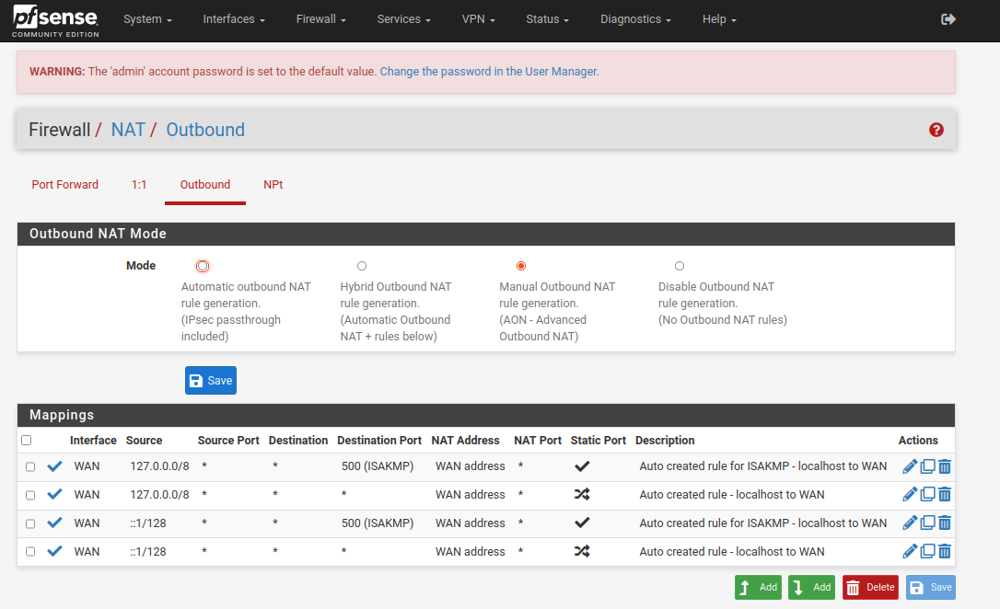 pfsense
COMMUNITY EDITION
System Interfaces Firewall Services VPN Status Diagnostics Help
WARNING: The 'admin' account password is set to the default value. Change the password in the User Manager.
Firewall / NAT / Outbound
Port Forward 1:1 Outbound NPt
Outbound NAT Mode
Mode
Automatic outbound NAT
rule generation.
(IPsec passthrough
included)
Hybrid Outbound NAT
rule generation.
(Automatic Outbound
NAT + rules below)
Manual Outbound NAT
rule generation.
(AON - Advanced
Outbound NAT)
Disable Outbound NAT
rule generation.
(No Outbound NAT rules)
Save
Mappings
Interface Source Source Port Destination Destination Port NAT Address NAT Port Static Port Description Actions
WAN 127.0.0.0/8 * * 500 (ISAKMP) WAN address * Auto created rule for ISAKMP - localhost to WAN
WAN 127.0.0.0/8 * * * WAN address * Auto created rule - localhost to WAN
WAN ::1/128 * * 500 (ISAKMP) WAN address * Auto created rule for ISAKMP - localhost to WAN
WAN ::1/128 * * * WAN address * Auto created rule - localhost to WAN
Add Add Delete Save